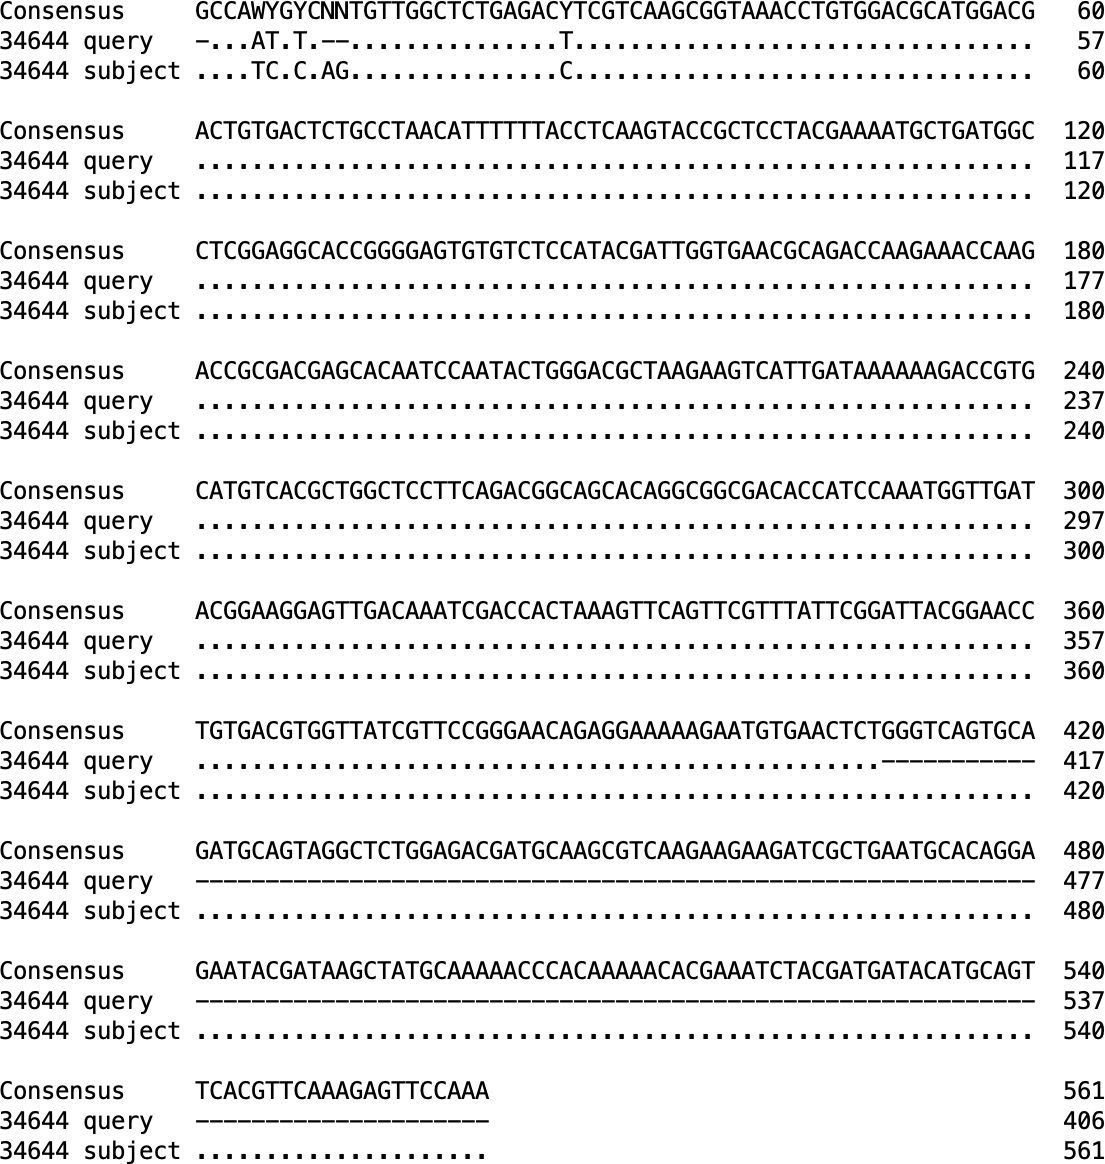 Consensus GCCAWYGYCNNTGTTGGCTCTGAGACYTCGTCAAGCGGTAAACCTGTGGACGCATGGACG 60
34644 query -...AT.T.--...............T................................. 57
34644 subject ....TC.C.AG...............C................................. 60
Consensus ACTGTGACTCTGCCTAACATTTTTTACCTCAAGTACCGCTCCTACGAAAATGCTGATGGC 120
34644 query ............................................................ 117
34644 subject ............................................................ 120
Consensus CTCGGAGGCACCGGGGAGTGTGTCTCCATACGATTGGTGAACGCAGACCAAGAAACCAAG 180
34644 query ............................................................ 177
34644 subject ............................................................ 180
Consensus ACCGCGACGAGCACAATCCAATACTGGGACGCTAAGAAGTCATTGATAAAAAAGACCGTG 240
34644 query ............................................................ 237
34644 subject ............................................................ 240
Consensus CATGTCACGCTGGCTCCTTCAGACGGCAGCACAGGCGGCGACACCATCCAAATGGTTGAT 300
34644 query ............................................................ 297
34644 subject ............................................................ 300
Consensus ACGGAAGGAGTTGACAAATCGACCACTAAAGTTCAGTTCGTTTATTCGGATTACGGAACC 360
34644 query ............................................................ 357
34644 subject ............................................................ 360
Consensus TGTGACGTGGTTATCGTTCCGGGAACAGAGGAAAAAGAATGTGAACTCTGGGTCAGTGCA 420
34644 query .................................................----------- 417
34644 subject ............................................................ 420
Consensus GATGCAGTAGGCTCTGGAGACGATGCAAGCGTCAAGAAGAAGATCGCTGAATGCACAGGA 480
34644 query ------------------------------------------------------------ 477
34644 subject ............................................................ 480
Consensus GAATACGATAAGCTATGCAAAAACCCACAAAAACACGAAATCTACGATGATACATGCAGT 540
34644 query ------------------------------------------------------------ 537
34644 subject ............................................................ 540
Consensus TCACGTTCAAAGAGTTCCAAA 561
34644 query --------------------- 406
34644 subject ..................... 561